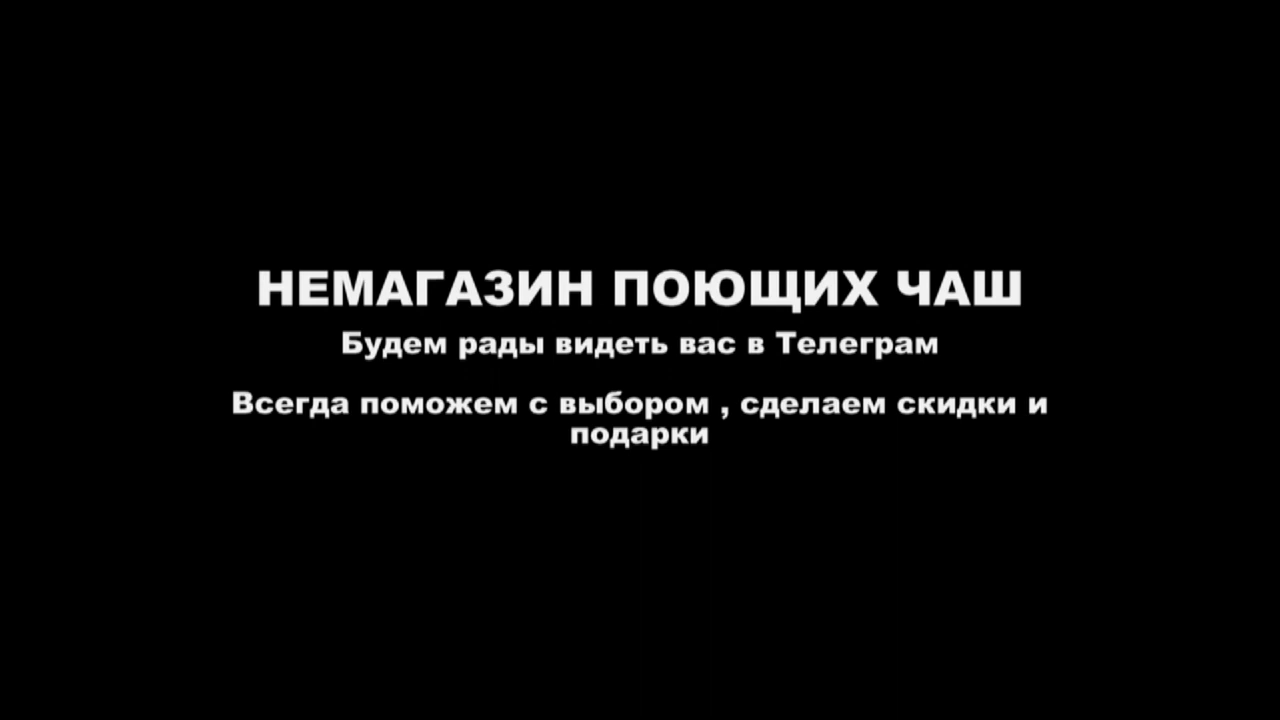 НЕМАГАЗИН ПОЮЩИХ ЧАШ
Будем рады видеть вас в Телеграм
Всегда поможем с выбором , сделаем скидки и
подарки